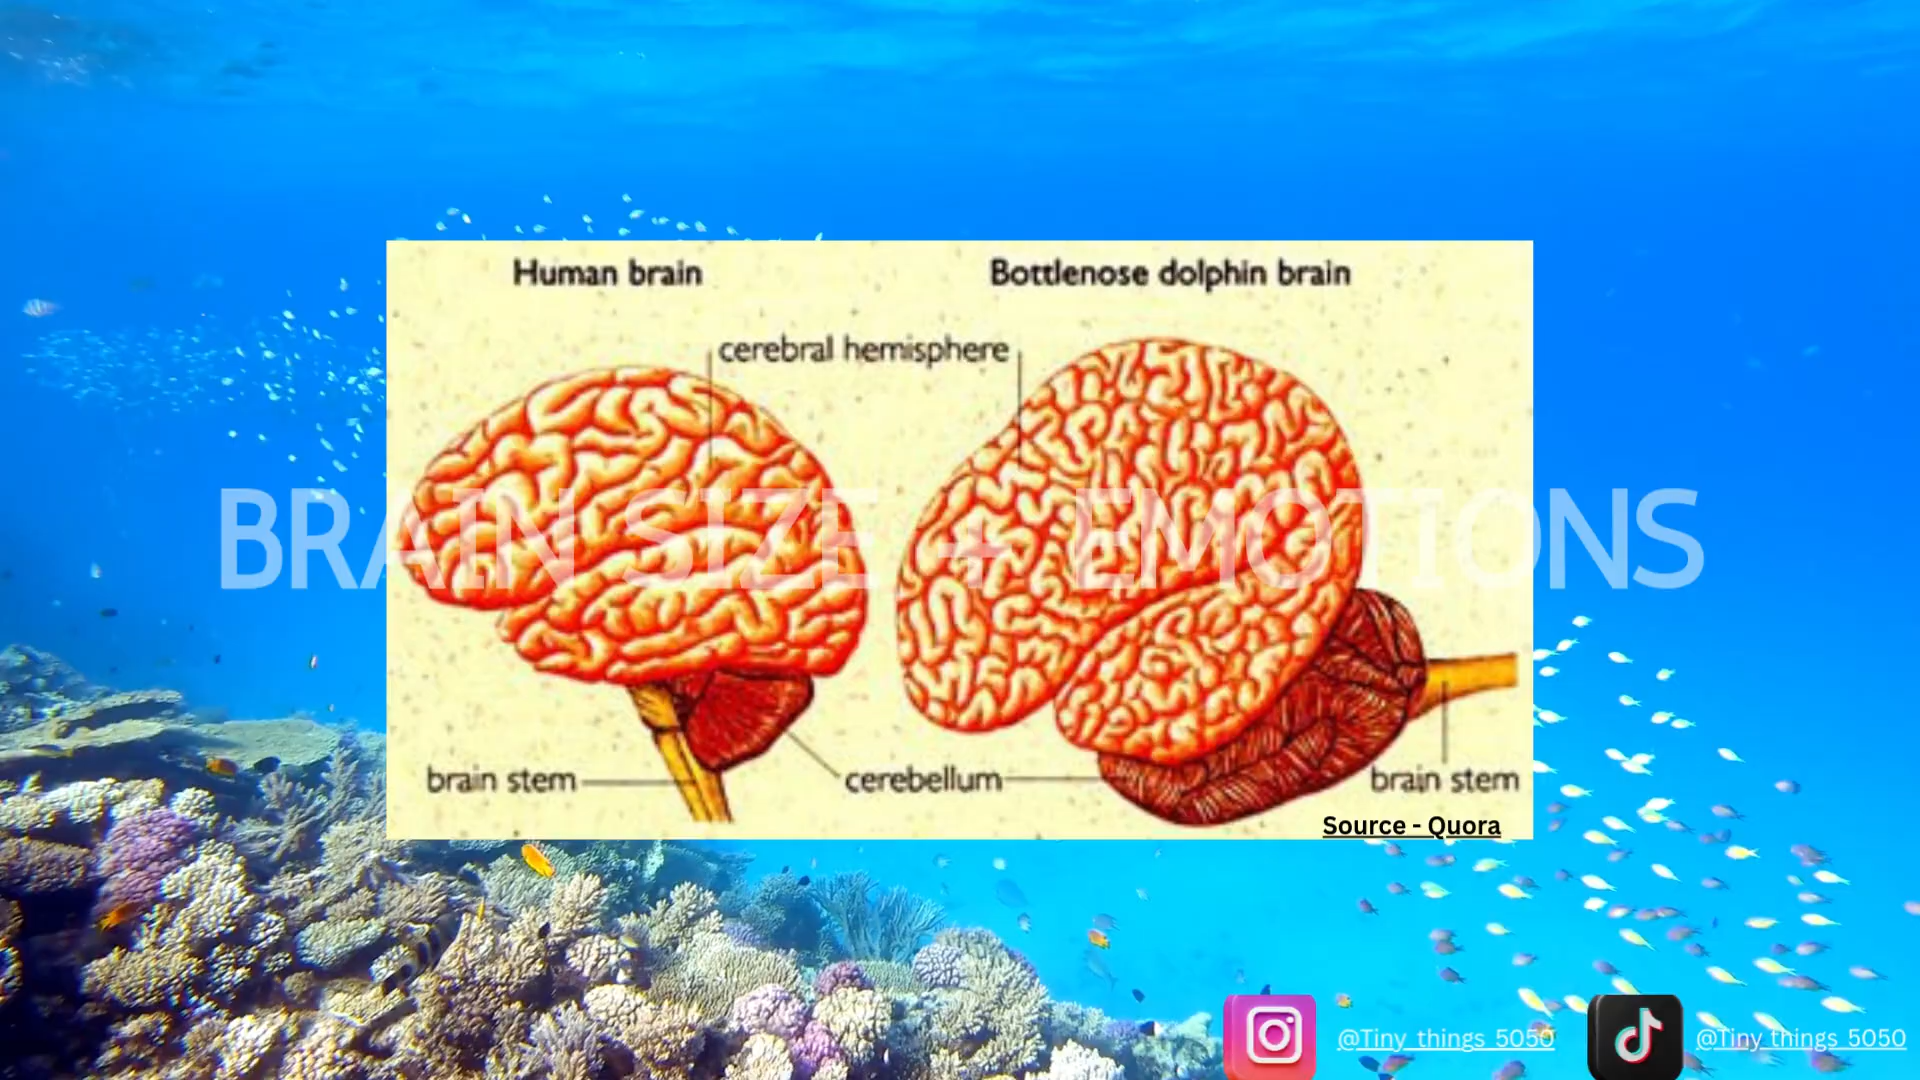 Human brain
Bottlenose dolphin brain
cerebral hemisphere
BRAIN SIZE + EMOTIONS
brain stem
cerebellum
brain stem
Source - Quora
@Tiny_things_5050
@Tiny_things_5050